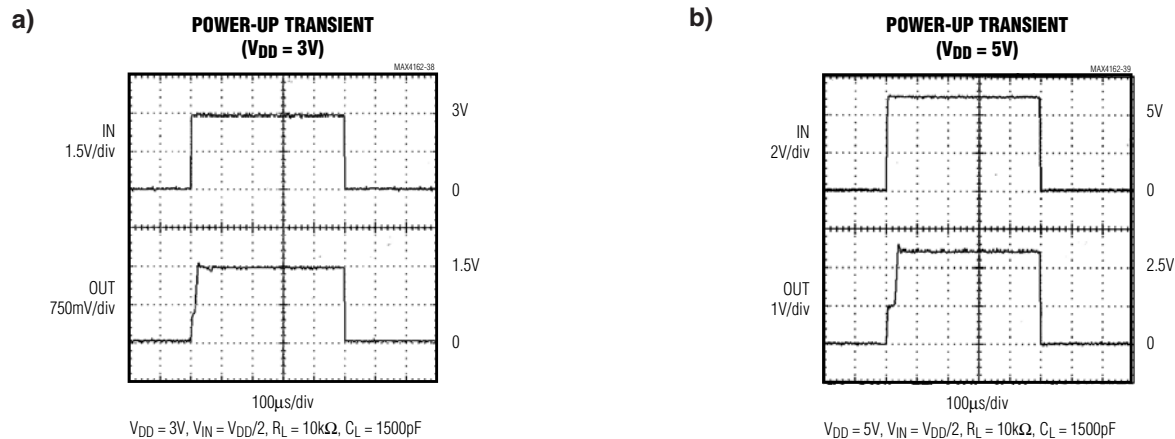 a)
POWER-UP TRANSIENT
(VDD = 3V)
MAX4162-38
IN
1.5V/div
3V
0
OUT
750mV/div
1.5V
0
100μs/div
VDD = 3V, VIN = VDD/2, RL = 10kΩ, CL = 1500pF
b)
POWER-UP TRANSIENT
(VDD = 5V)
MAX4162-39
IN
2V/div
5V
0
OUT
1V/div
2.5V
0
100μs/div
VDD = 5V, VIN = VDD/2, RL = 10kΩ, CL = 1500pF